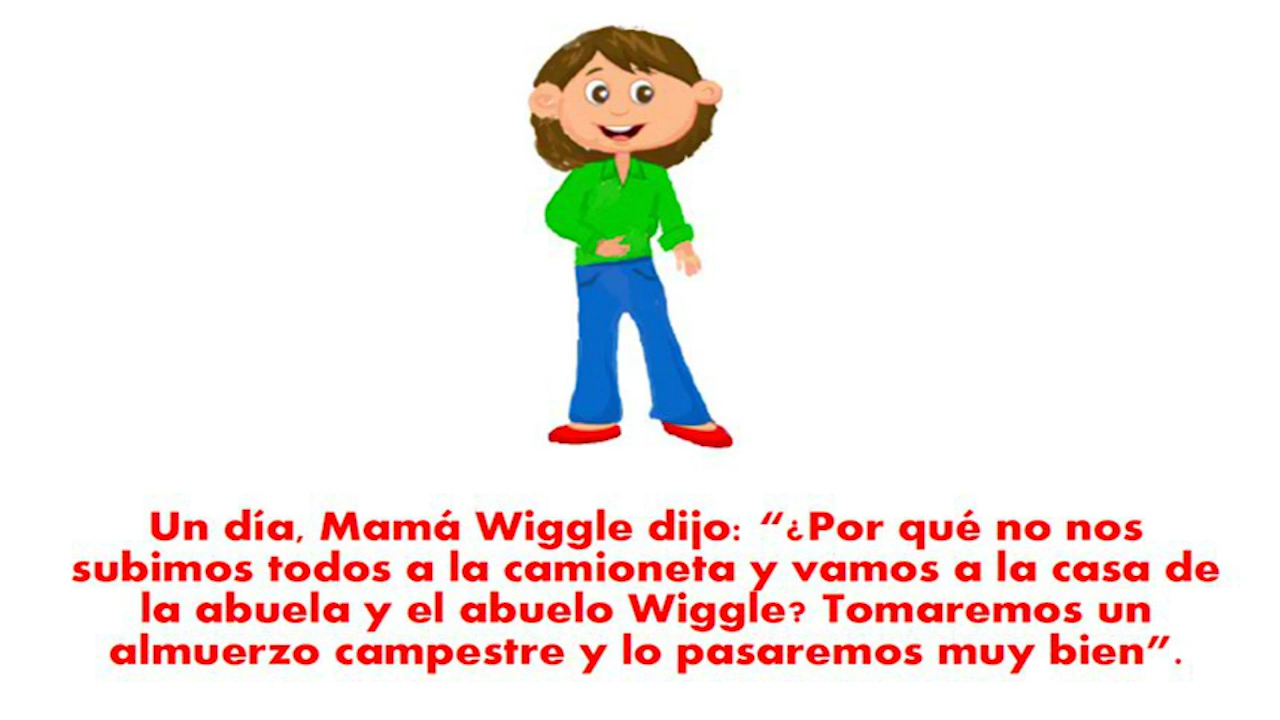 Un día, Mamá Wiggle dijo: “¿Por qué no nos
subimos todos a la camioneta y vamos a la casa de
la abuela y el abuelo Wiggle? Tomaremos un
almuerzo campestre y lo pasaremos muy bien”.